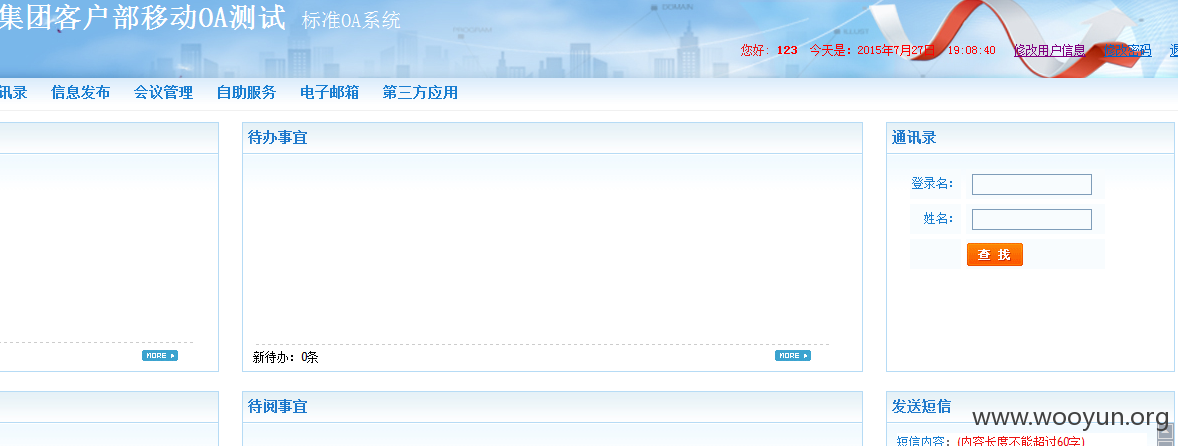 集团客户部移动OA测试 标准OA系统
DOMAIN
PROGRAM
ILLUST
您好: 123 今天是: 2015年7月27日 19:08:40 修改用户信息 修改密码
讯录 信息发布 会议管理 自助服务 电子邮箱 第三方应用
待办事宜
通讯录
登录名:
姓名:
查 找
MORE
新待办: 0条
MORE
待阅事宜
发送短信
短信内容: (内容长度不能超过60字)
www.wooyun.org